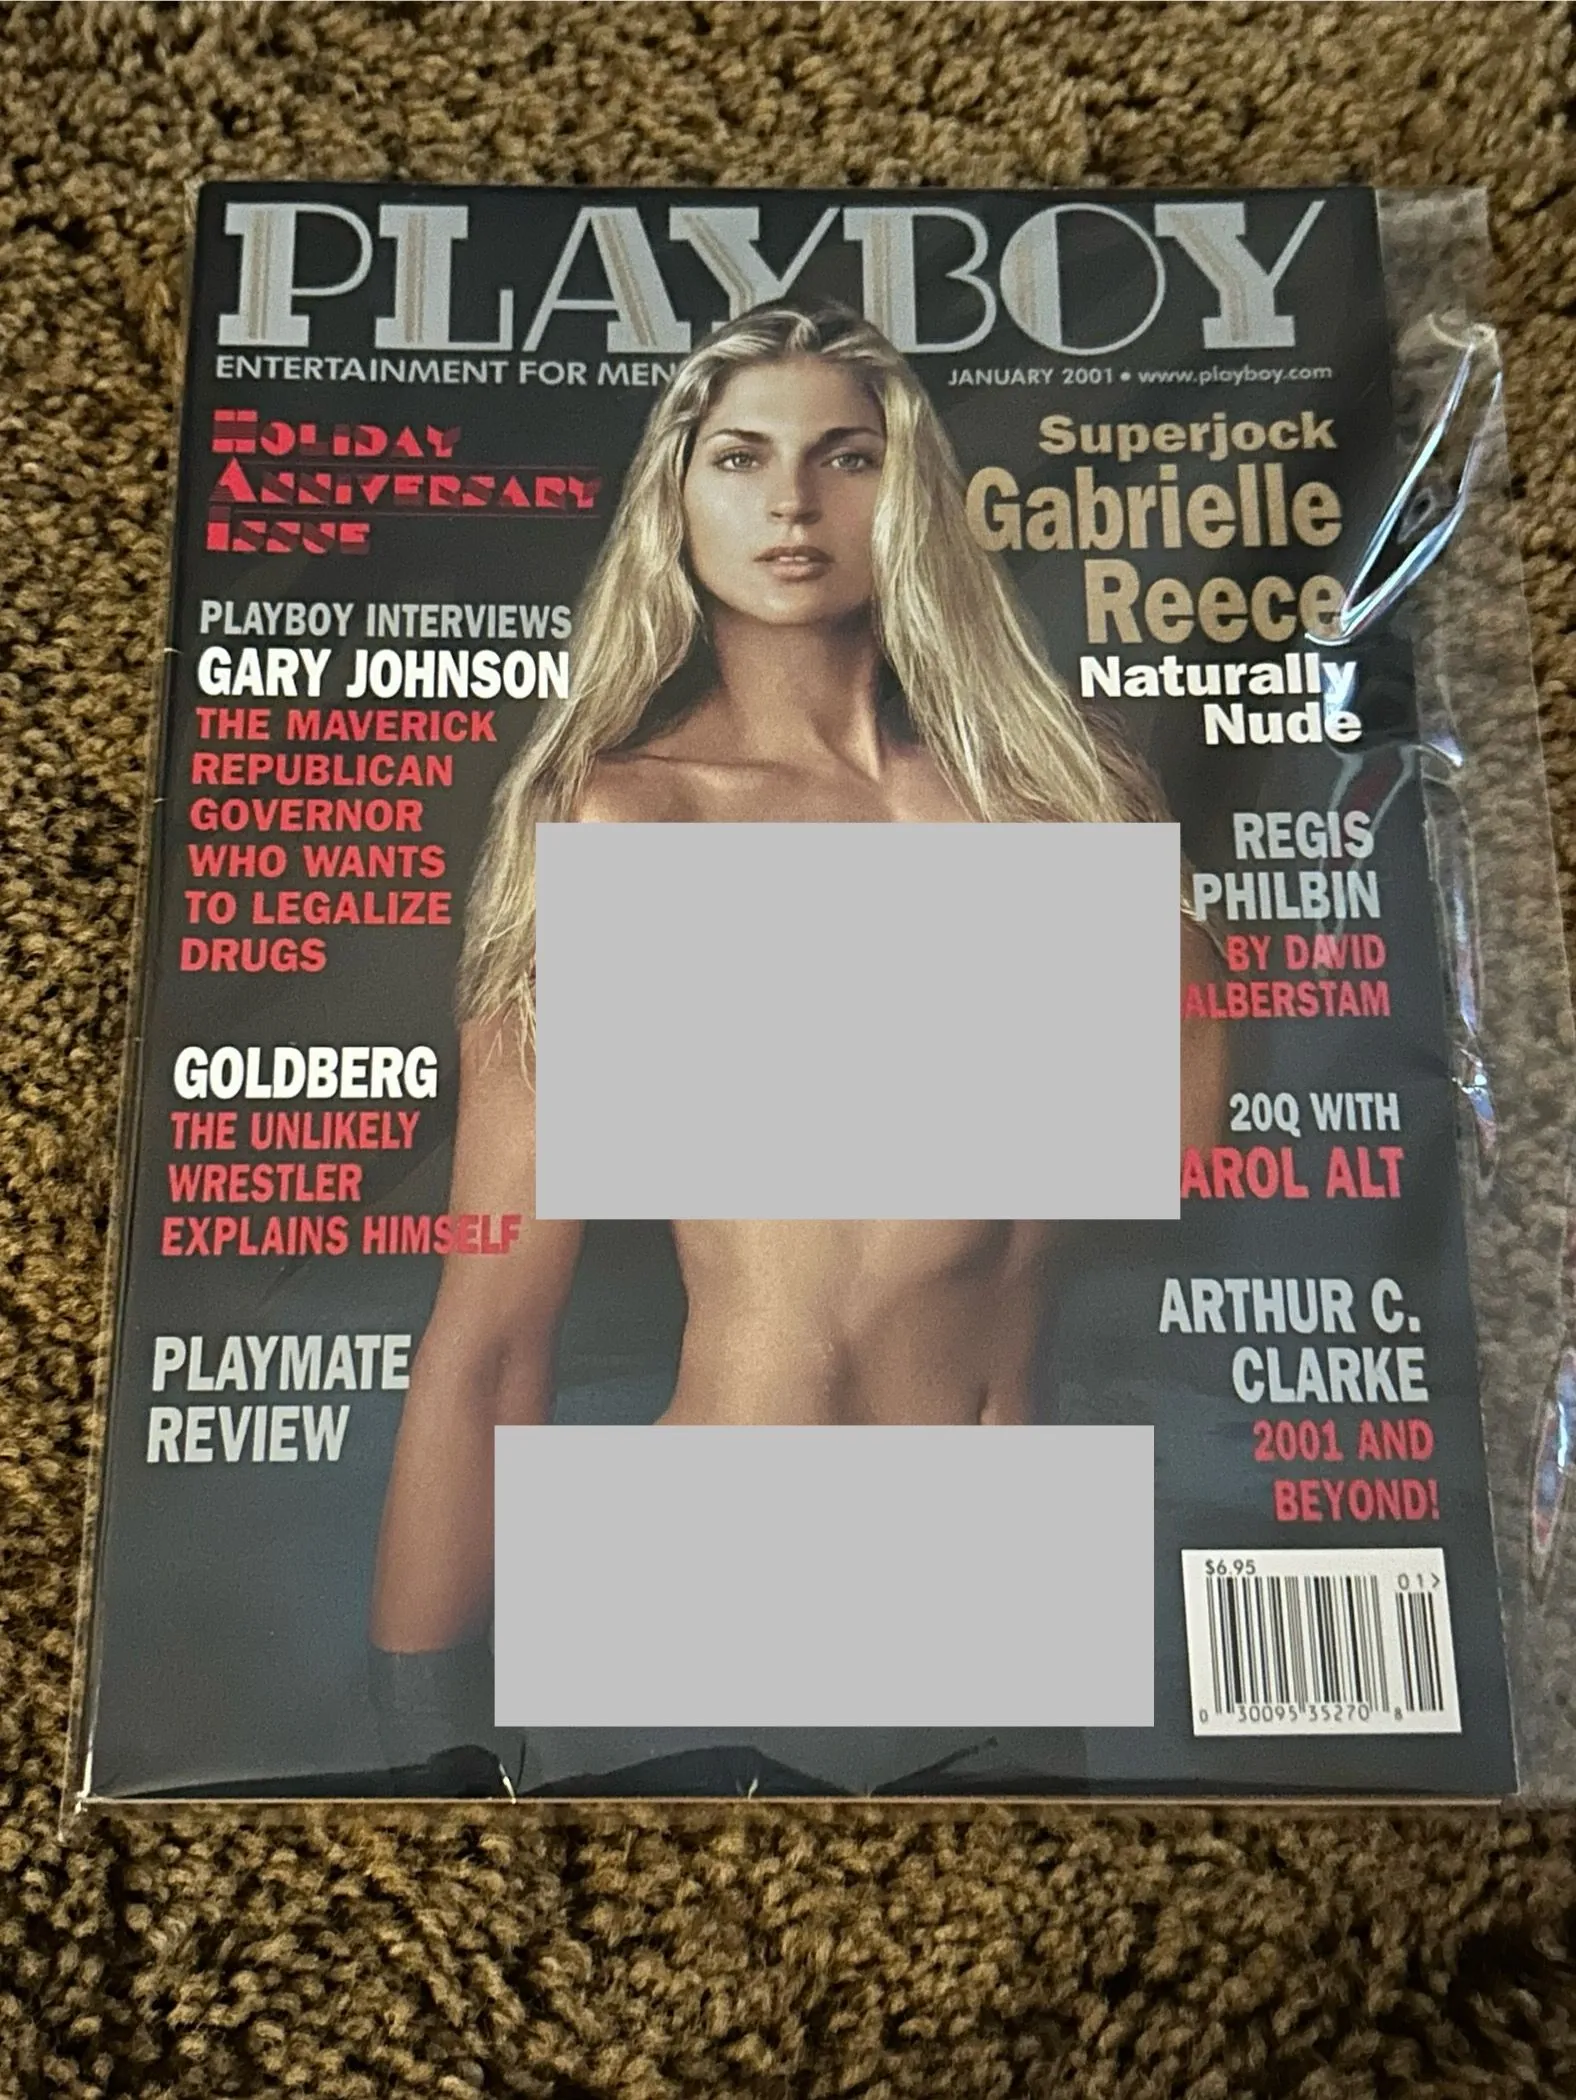 PLAYBOY
ENTERTAINMENT FOR MEN
JANUARY 2001 • www.playboy.com
HOLIDAY
ANNIVERSARY
ISSUE
PLAYBOY INTERVIEWS
GARY JOHNSON
THE MAVERICK
REPUBLICAN
GOVERNOR
WHO WANTS
TO LEGALIZE
DRUGS
GOLDBERG
THE UNLIKELY
WRESTLER
EXPLAINS HIMSELF
PLAYMATE
REVIEW
Superjock
Gabrielle
Reece
Naturally
Nude
REGIS
PHILBIN
BY DAVID
ALBERSTAM
20Q WITH
AROL ALT
ARTHUR C.
CLARKE
2001 AND
BEYOND!
$6.95
01>
0 30095 35270 8